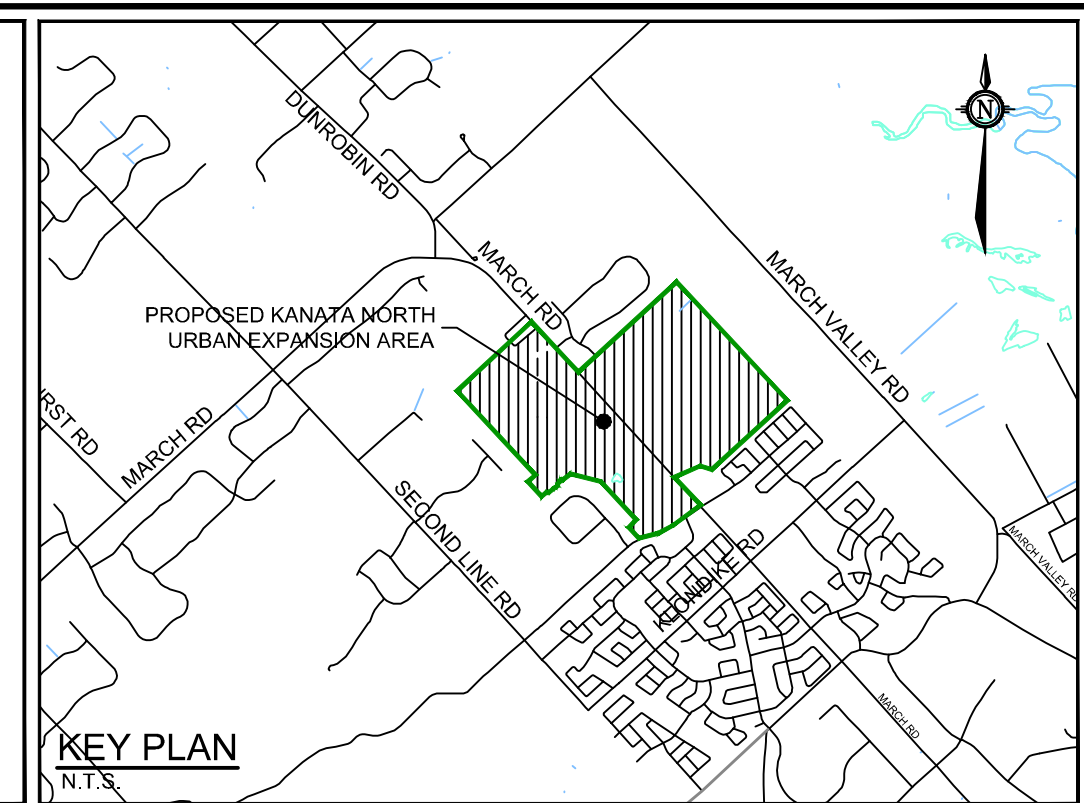 DUNROBIN RD
N
MARCH RD
MARCH VALLEY RD
PROPOSED KANATA NORTH
URBAN EXPANSION AREA
RST RD
MARCH RD
SECOND LINE RD
KLONDIKE RD
MARCH VALLEY RD
MARCH RD
KEY PLAN
N.T.S.